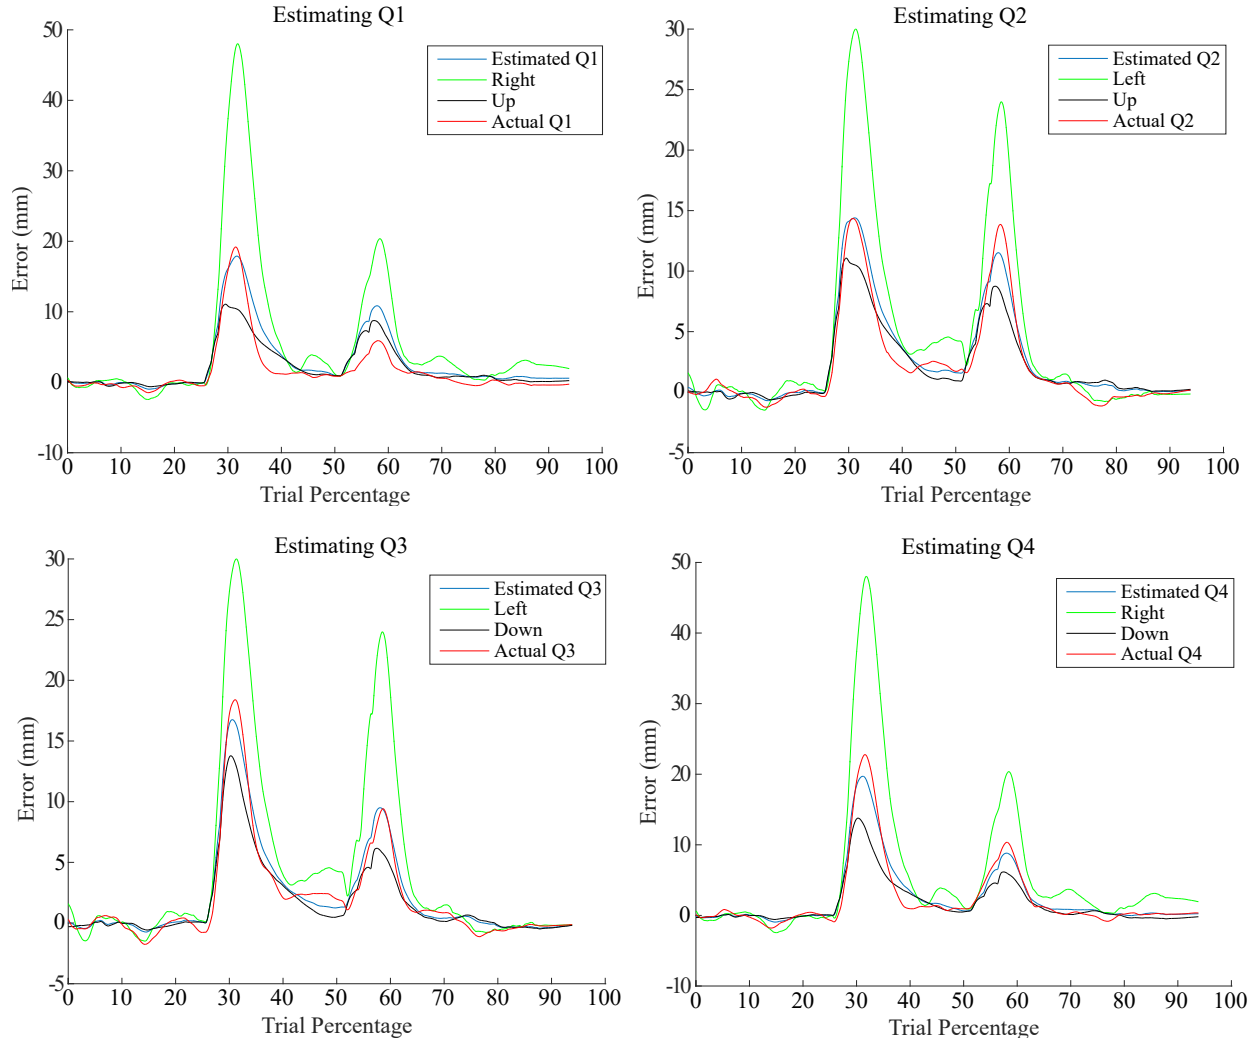 Estimating Q1
50
40
30
20
10
0
-10
Error (mm)
Estimated Q1
Right
Up
Actual Q1
0 10 20 30 40 50 60 70 80 90 100
Trial Percentage
Estimating Q2
30
25
20
15
10
5
0
-5
Error (mm)
Estimated Q2
Left
Up
Actual Q2
0 10 20 30 40 50 60 70 80 90 100
Trial Percentage
Estimating Q3
30
25
20
15
10
5
0
-5
Error (mm)
Estimated Q3
Left
Down
Actual Q3
0 10 20 30 40 50 60 70 80 90 100
Trial Percentage
Estimating Q4
50
40
30
20
10
0
-10
Error (mm)
Estimated Q4
Right
Down
Actual Q4
0 10 20 30 40 50 60 70 80 90 100
Trial Percentage